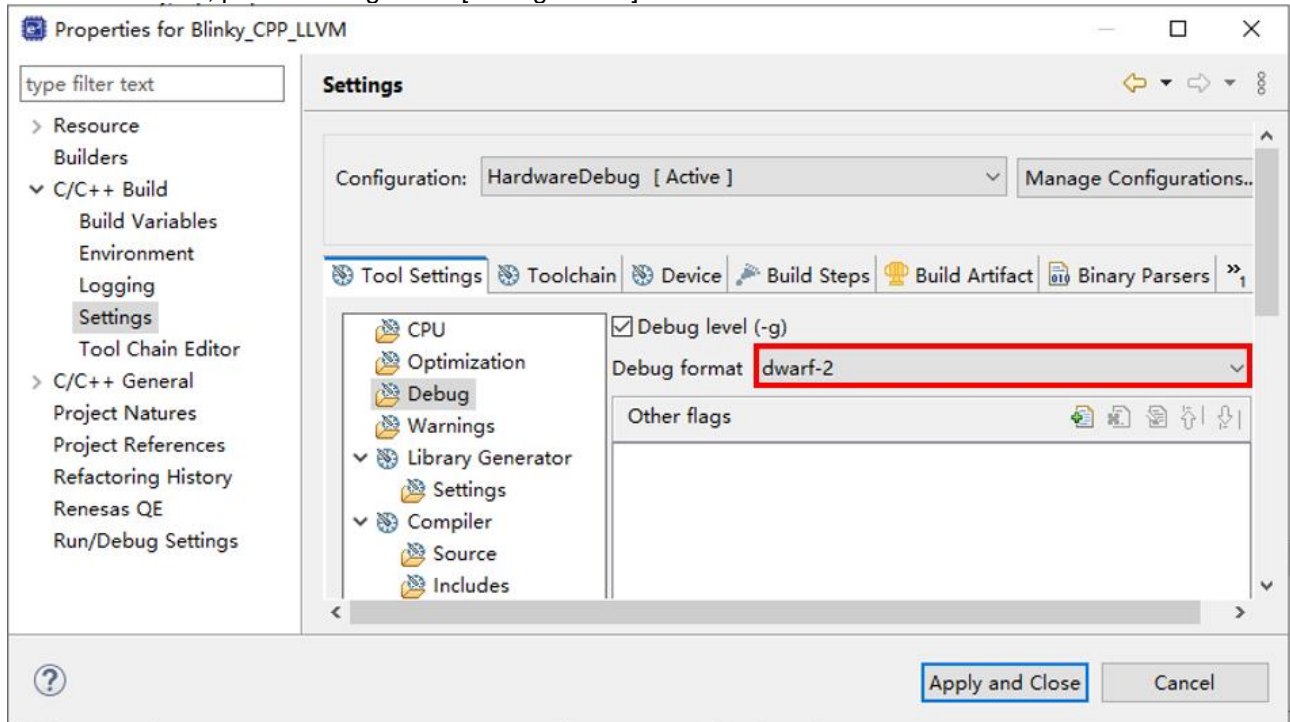 Properties for Blinky_CPP_LLVM
type filter text
Resource
Builders
C/C++ Build
Build Variables
Environment
Logging
Settings
Tool Chain Editor
C/C++ General
Project Natures
Project References
Refactoring History
Renesas QE
Run/Debug Settings
Settings
Configuration: HardwareDebug [ Active ] Manage Configurations..
Tool Settings Toolchain Device Build Steps Build Artifact Binary Parsers »1
CPU
Optimization
Debug
Warnings
Library Generator
Settings
Compiler
Source
Includes
Debug level (-g)
Debug format dwarf-2
Other flags
Apply and Close Cancel